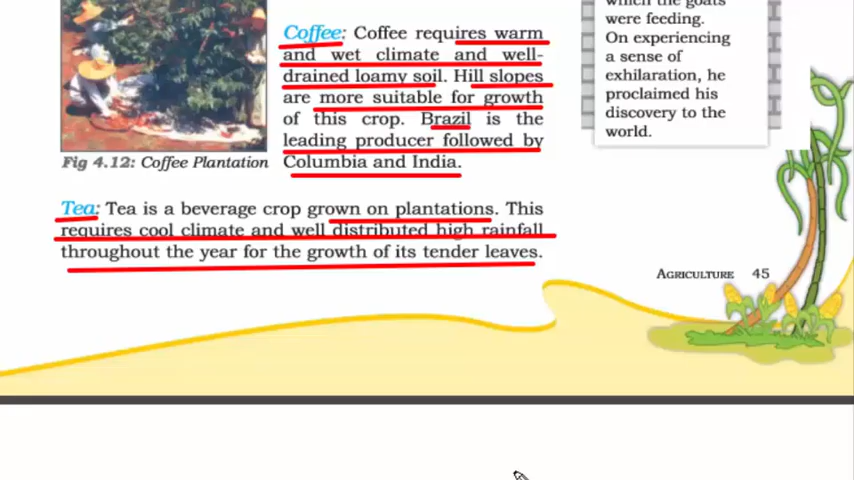 Coffee: Coffee requires warm
and wet climate and well-
drained loamy soil. Hill slopes
are more suitable for growth
of this crop. Brazil is the
leading producer followed by
Columbia and India.
Fig 4.12: Coffee Plantation
Tea: Tea is a beverage crop grown on plantations. This
requires cool climate and well distributed high rainfall
throughout the year for the growth of its tender leaves.
which the goats
were feeding.
On experiencing
a sense of
exhilaration, he
proclaimed his
discovery to the
world.
AGRICULTURE 45